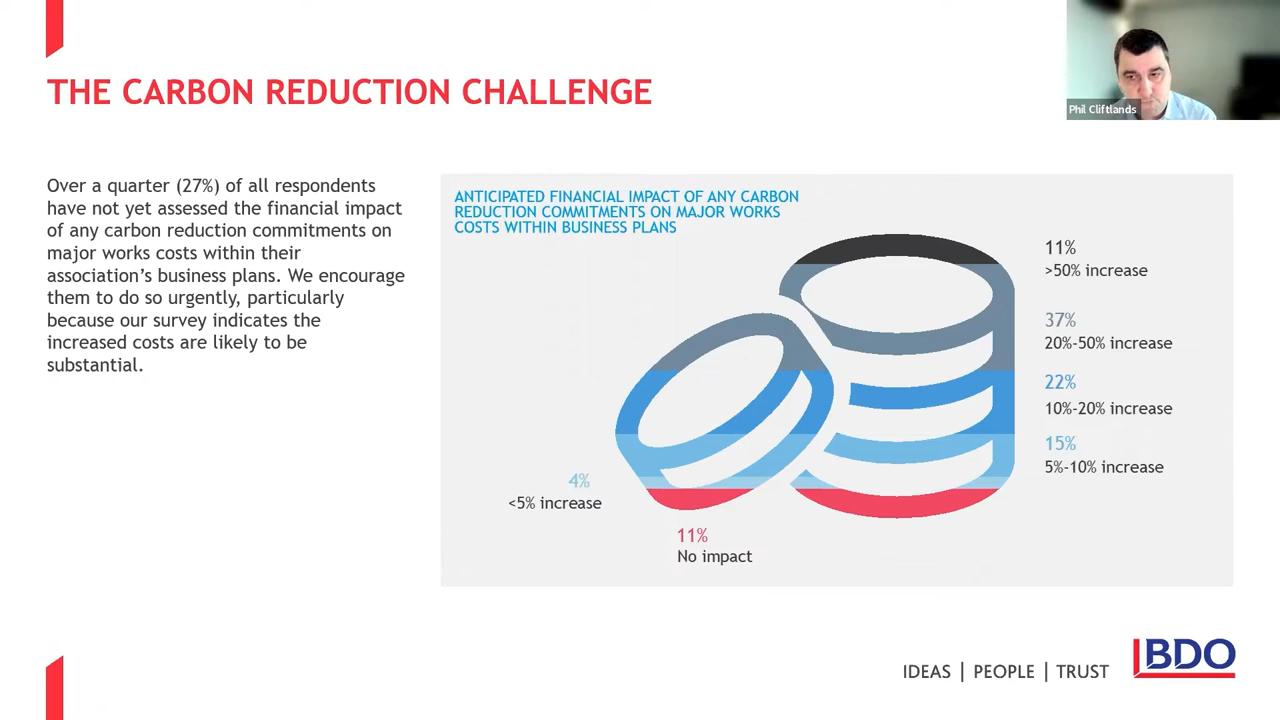 THE CARBON REDUCTION CHALLENGE
Phil Cliftlands
Over a quarter (27%) of all respondents
have not yet assessed the financial impact
of any carbon reduction commitments on
major works costs within their
association's business plans. We encourage
them to do so urgently, particularly
because our survey indicates the
increased costs are likely to be
substantial.
ANTICIPATED FINANCIAL IMPACT OF ANY CARBON
REDUCTION COMMITMENTS ON MAJOR WORKS
COSTS WITHIN BUSINESS PLANS
11%
>50% increase
37%
20%-50% increase
22%
10%-20% increase
15%
5%-10% increase
4%
<5% increase
11%
No impact
IDEAS | PEOPLE | TRUST
BDO